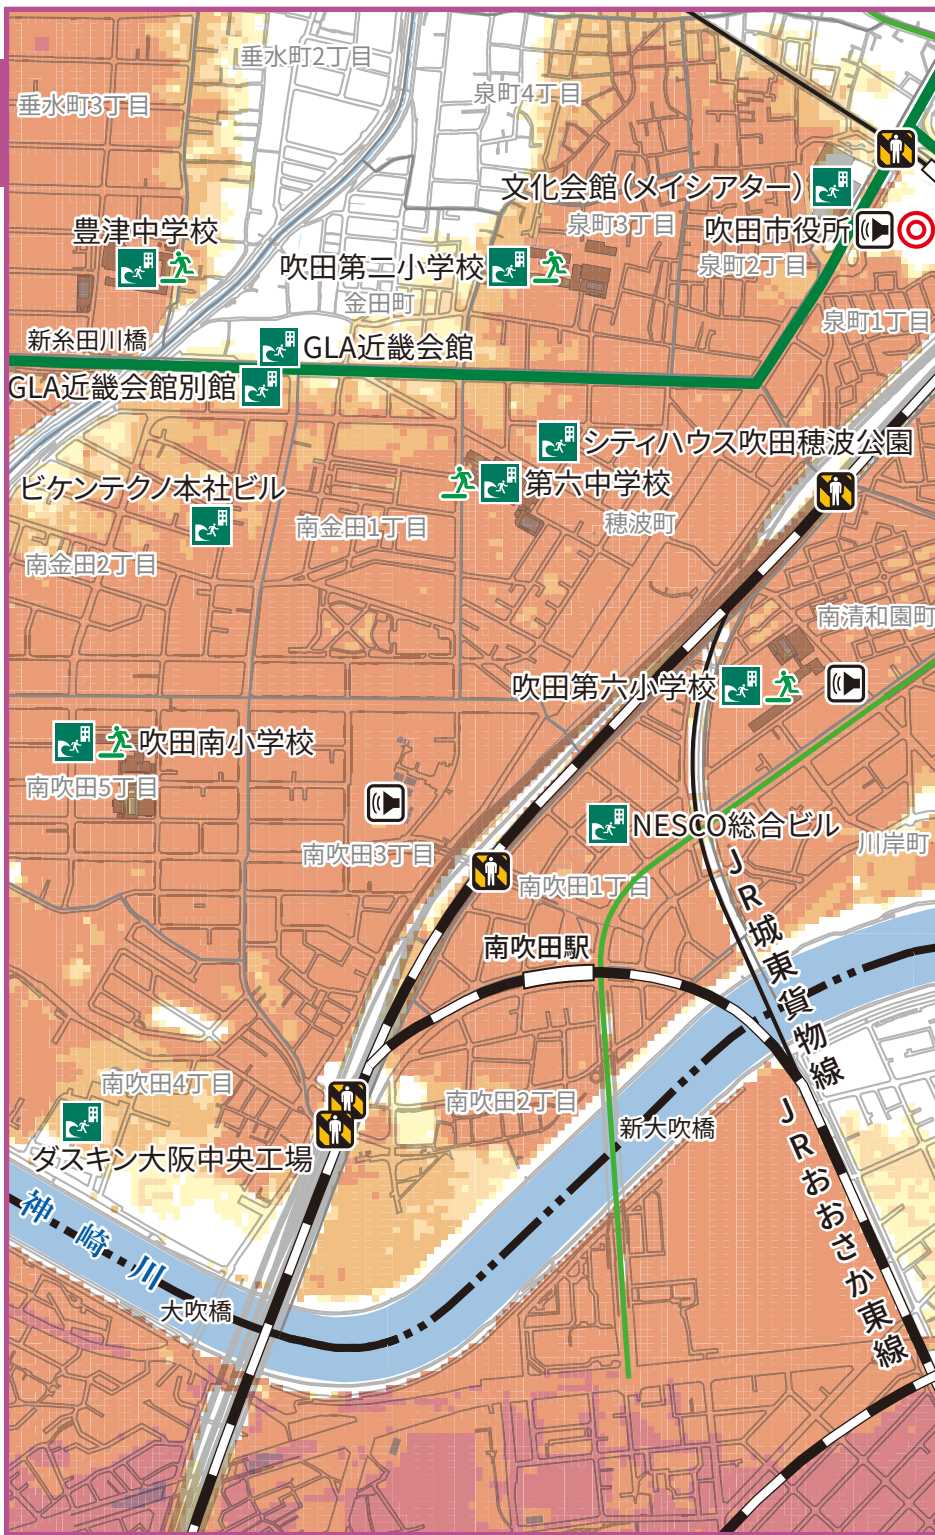 垂水町2丁目
垂水町3丁目
泉町4丁目
文化会館(メイシアター)
泉町3丁目
豊津中学校
吹田市役所
吹田第二小学校
泉町2丁目
金田町
泉町1丁目
新糸田川橋
GLA近畿会館
GLA近畿会館別館
シティハウス吹田穂波公園
ビケンテクノ本社ビル
第六中学校
南金田1丁目
穂波町
南金田2丁目
南清和園町
吹田第六小学校
吹田南小学校
南吹田5丁目
NESCO総合ビル
南吹田3丁目
川岸町
南吹田1丁目
JR城東貨物線
南吹田駅
南吹田4丁目
南吹田2丁目
新大吹橋
JRおおさか東線
ダスキン大阪中央工場
神崎川
大吹橋